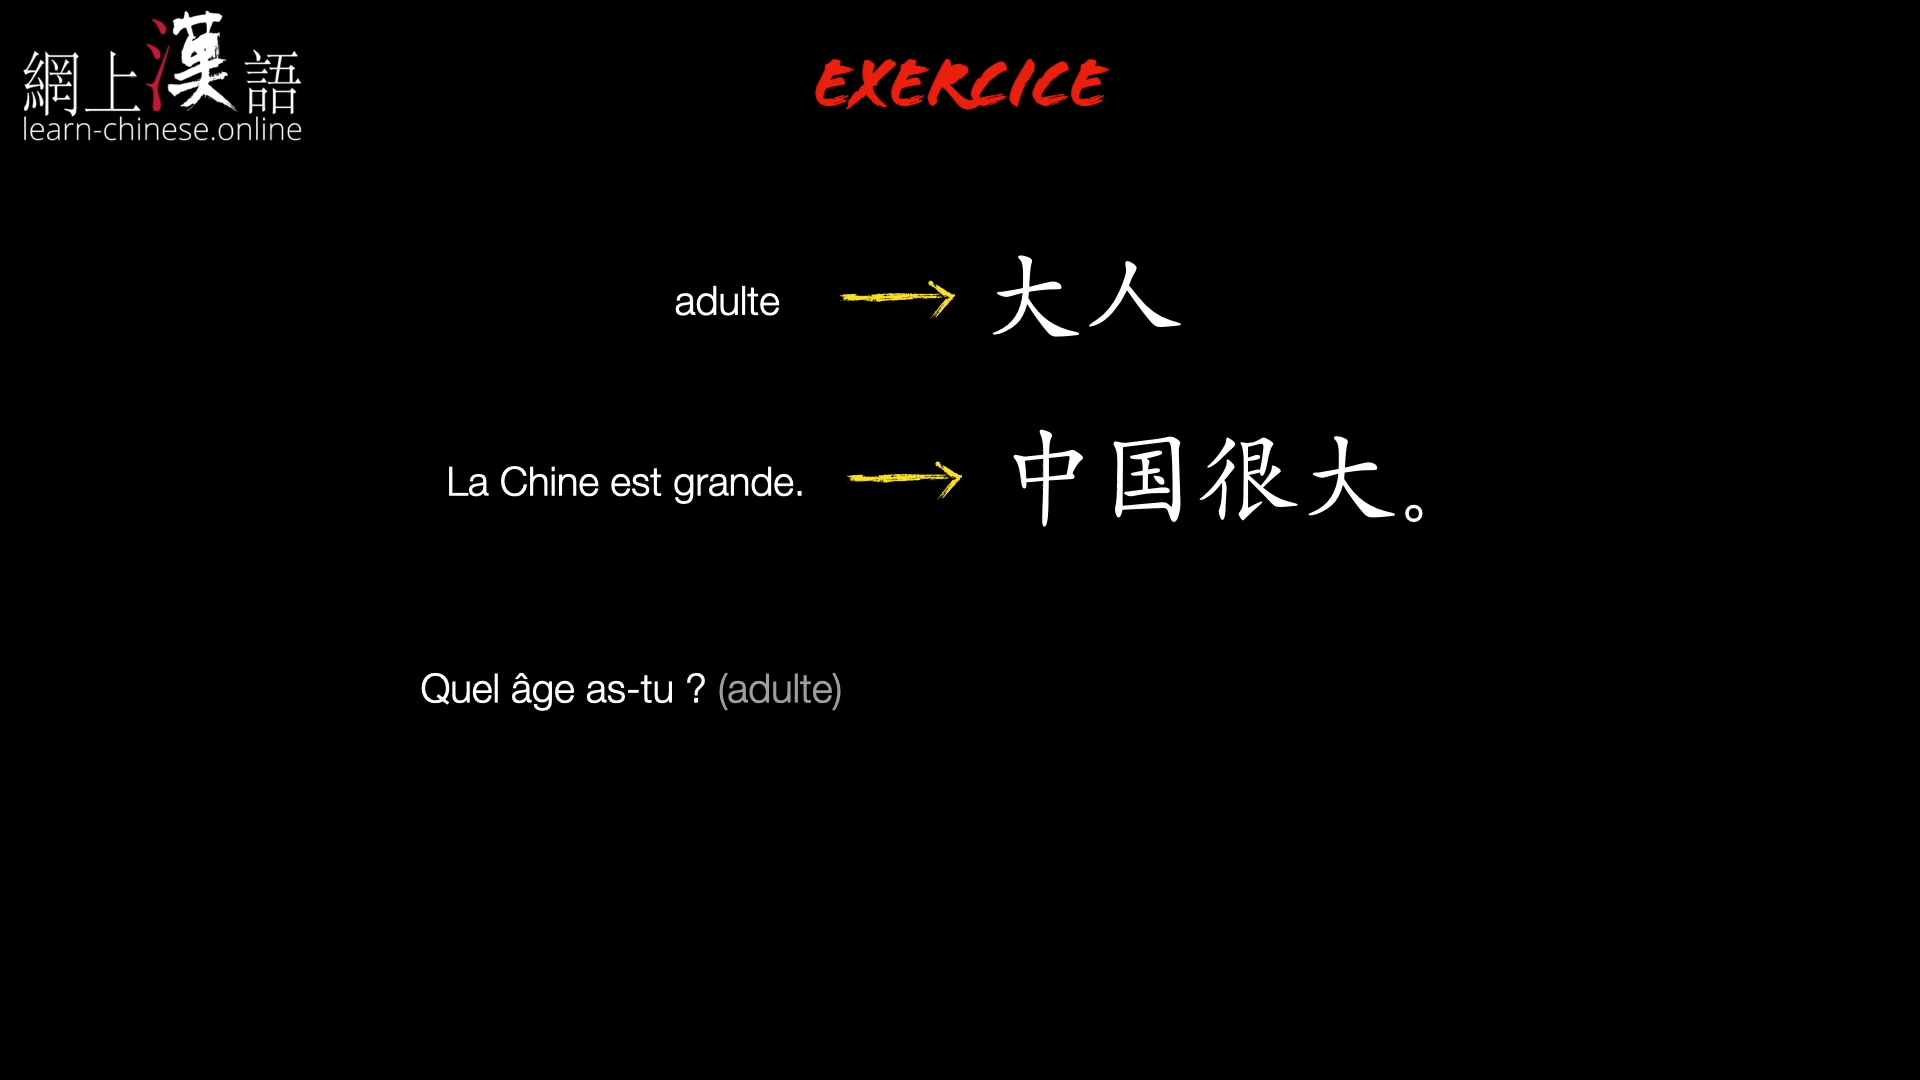 網上漢語
learn-chinese.online
EXERCICE
adulte → 大人
La Chine est grande. → 中国很大。
Quel âge as-tu ? (adulte)